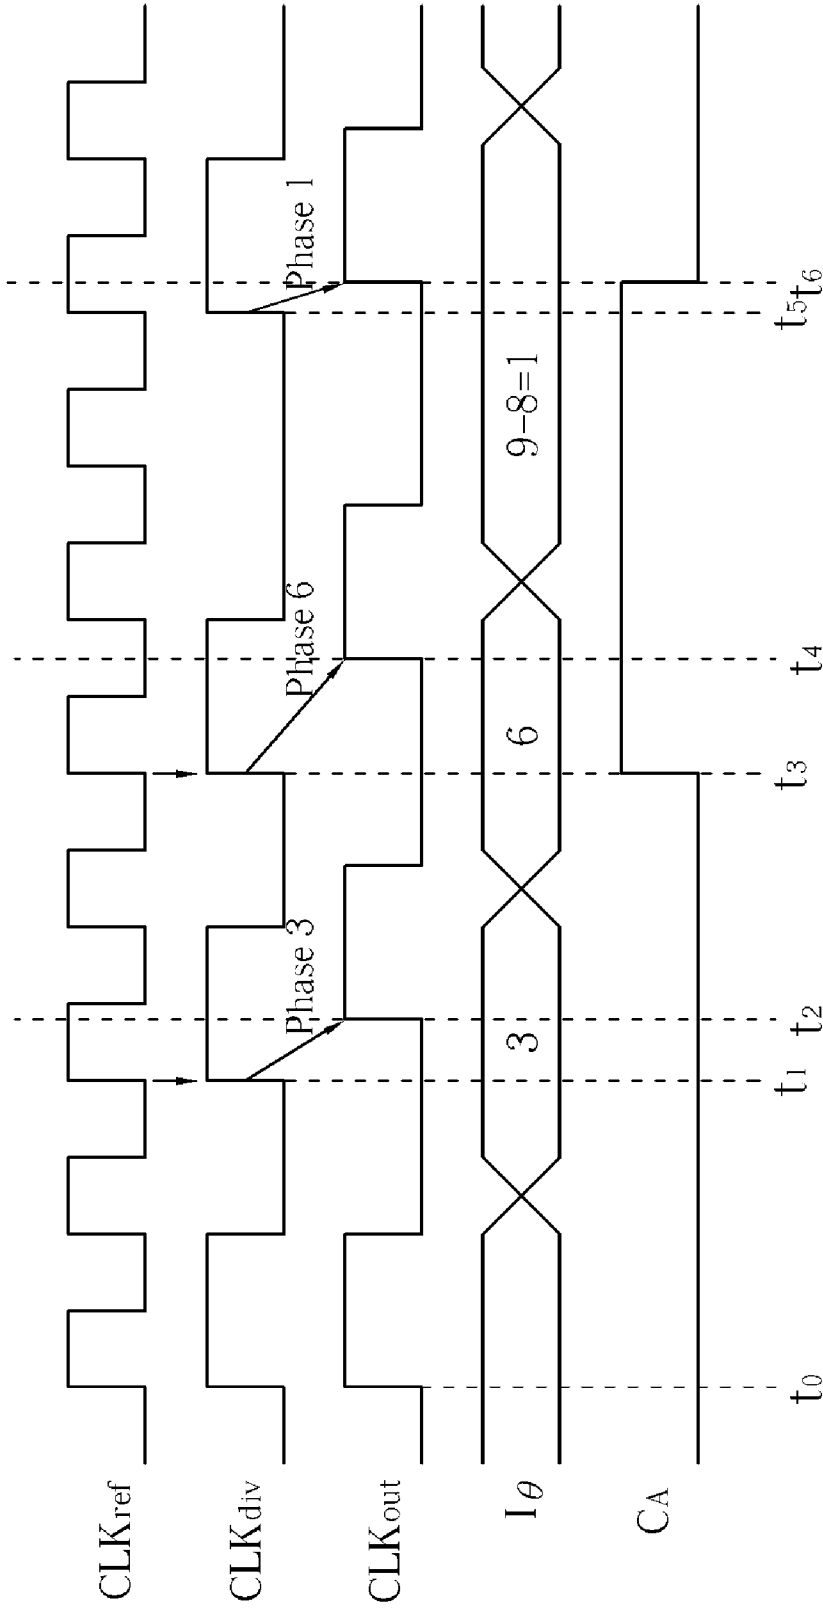 CLKref
CLKdiv
Phase 3
Phase 6
Phase 1
CLKout
Iθ
3
6
9-8=1
CA
t0
t1
t2
t3
t4
t5
t6